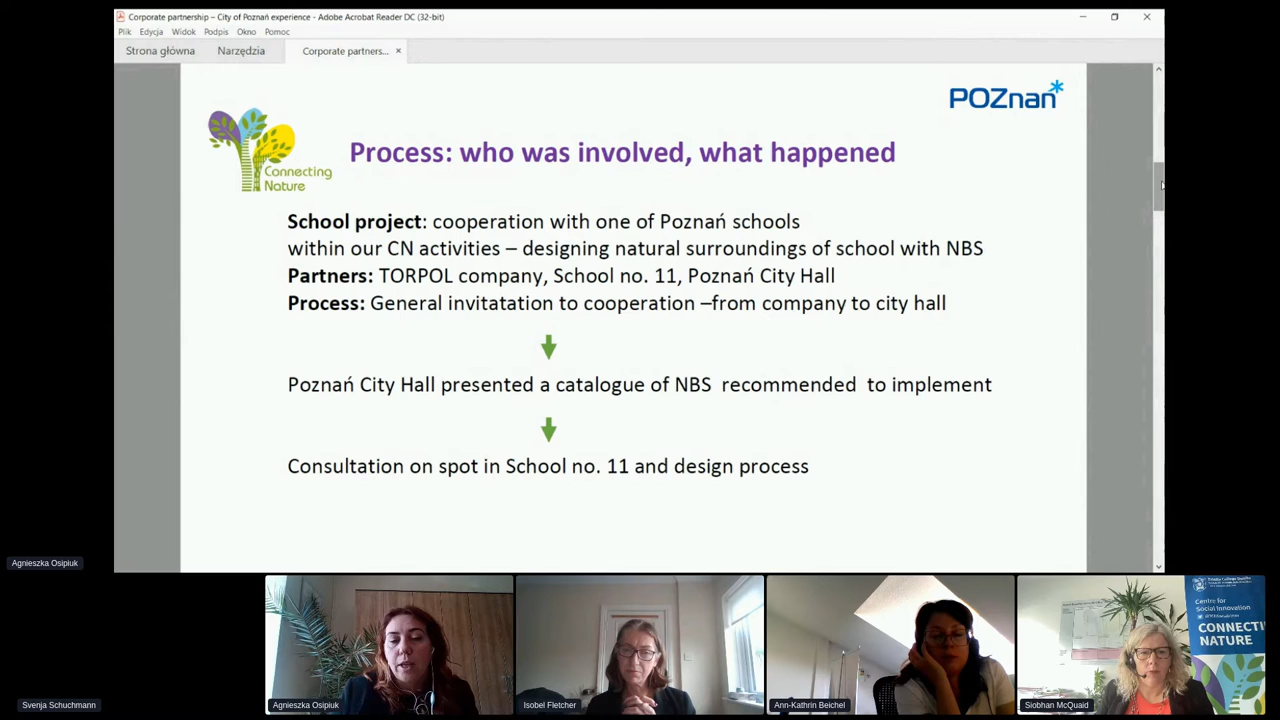 Corporate partnership – City of Poznań experience - Adobe Acrobat Reader DC (32-bit)
Plik Edycja Widok Podpis Okno Pomoc
Strona główna Narzędzia Corporate partners... ×
POZnan*
Connecting
Nature
Process: who was involved, what happened
School project: cooperation with one of Poznań schools
within our CN activities – designing natural surroundings of school with NBS
Partners: TORPOL company, School no. 11, Poznań City Hall
Process: General invitatation to cooperation –from company to city hall
Poznań City Hall presented a catalogue of NBS recommended to implement
Consultation on spot in School no. 11 and design process
Agnieszka Osipiuk
Trinity College Dublin
Centre for
Social Innovation
CONNECTI
NATURE
Svenja Schuchmann
Agnieszka Osipiuk
Isobel Fletcher
Ann-Kathrin Beichel
Siobhan McQuaid